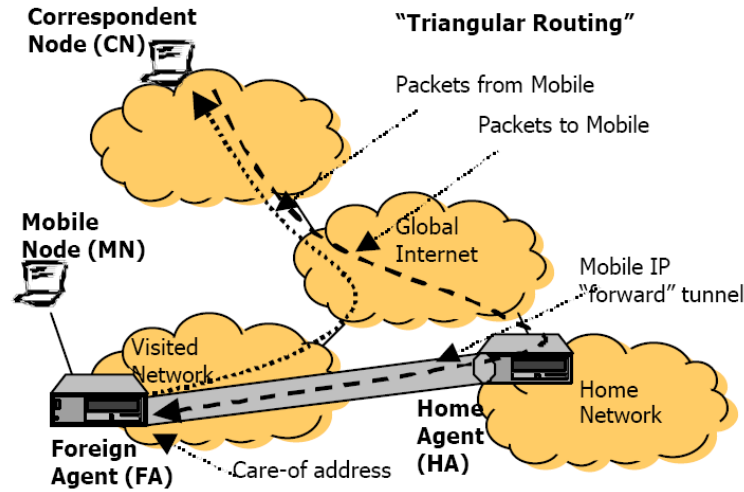 Correspondent
Node (CN)
“Triangular Routing”
Packets from Mobile
Packets to Mobile
Mobile
Node (MN)
Global
Internet
Mobile IP
“forward” tunnel
Visited
Network
Home
Agent
(HA)
Home
Network
Foreign
Agent (FA)
Care-of address